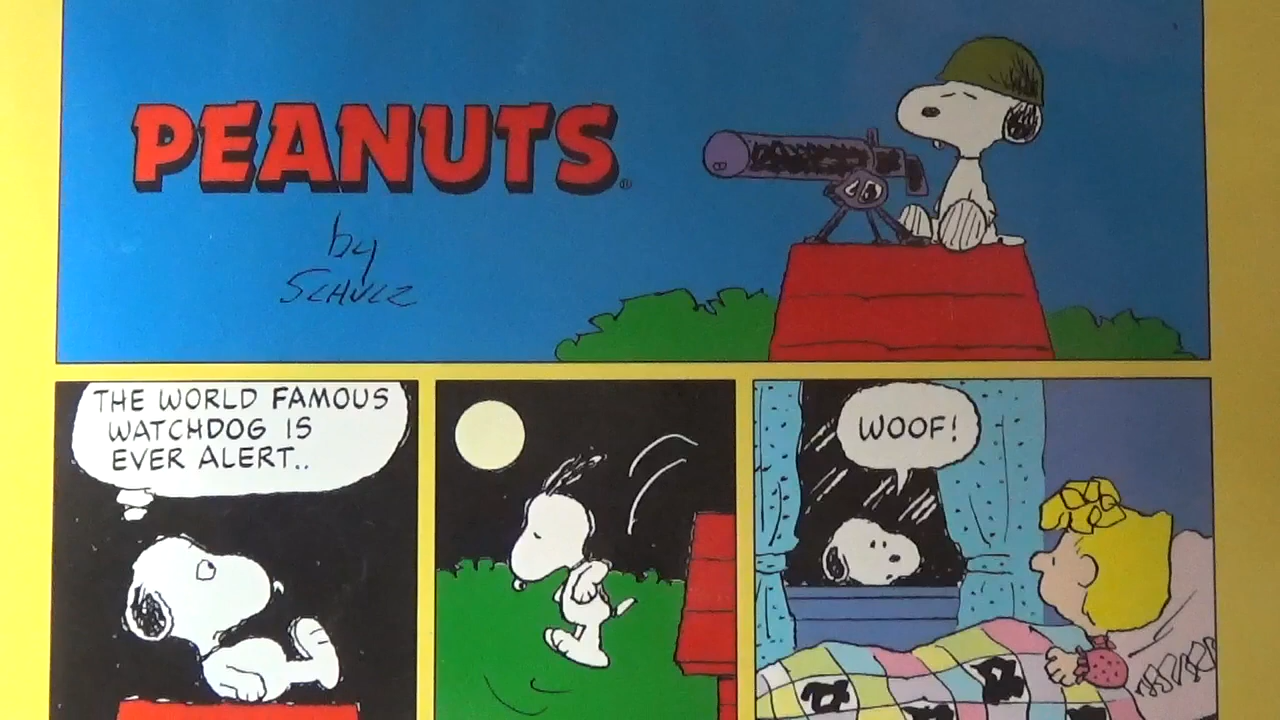 PEANUTS®
by
SCHULZ
THE WORLD FAMOUS
WATCHDOG IS
EVER ALERT..
WOOF!